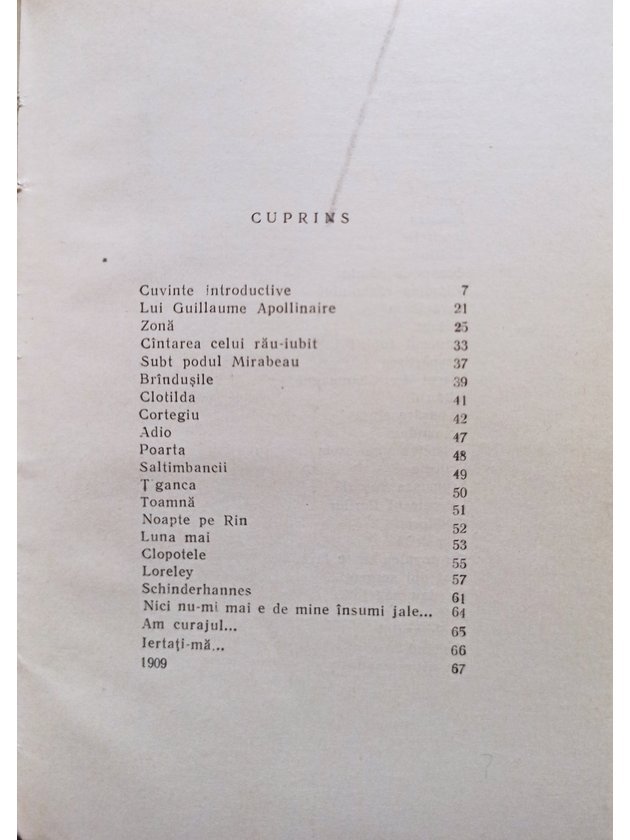 CUPRINS
Cuvinte introductive 7
Lui Guillaume Apollinaire 21
Zonă 25
Cîntarea celui rău-iubit 33
Subt podul Mirabeau 37
Brîndușile 39
Clotilda 41
Cortegiu 42
Adio 47
Poarta 48
Saltimbancii 49
Ț ganca 50
Toamnă 51
Noapte pe Rin 52
Luna mai 53
Clopotele 55
Loreley 57
Schinderhannes 61
Nici nu-mi mai e de mine însumi jale... 64
Am curajul... 65
Iertați-mă... 66
1909 67